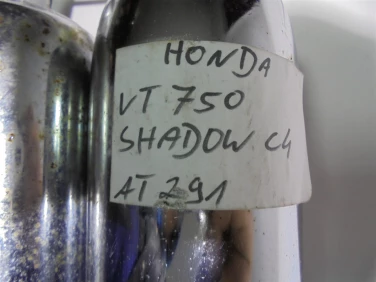 HONDA
VT 750
SHADOW C4
AT 291